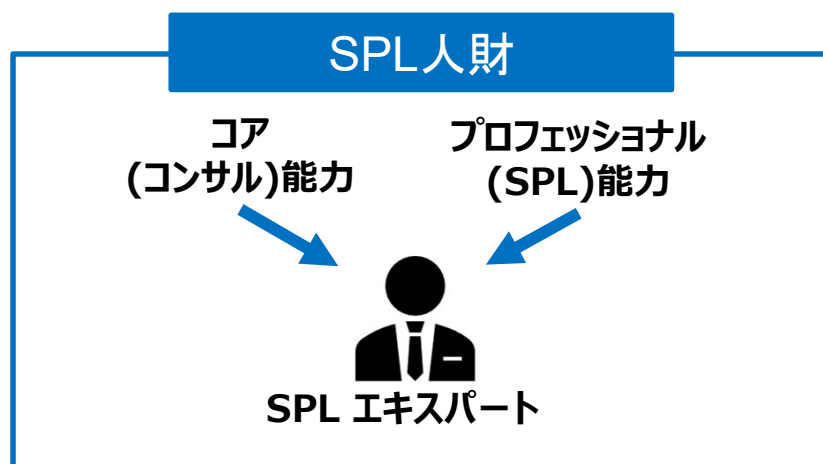 SPL人財
コア
(コンサル)能力
プロフェッショナル
(SPL)能力
SPL エキスパート